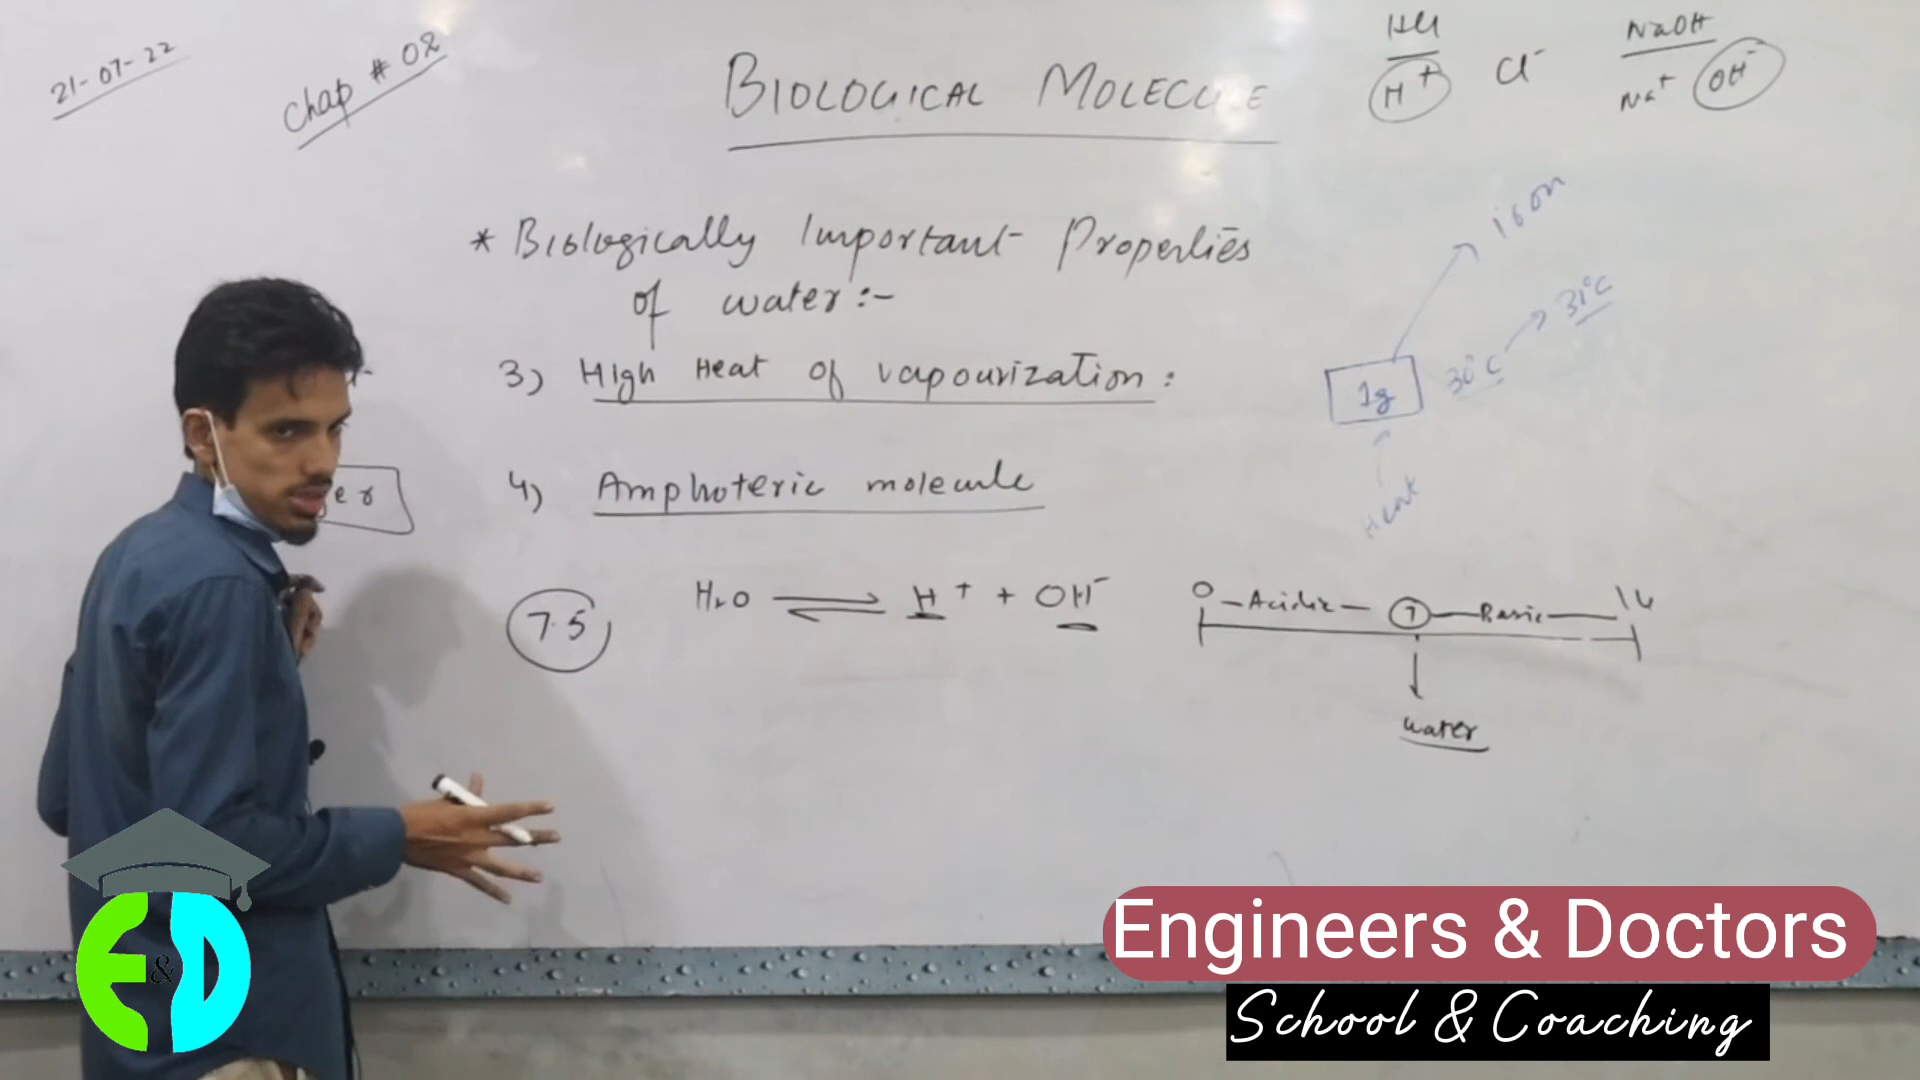 21-07-22
Chap # 02
BIOLOGICAL MOLECULE
HCl
H+ Cl-
NaOH
Na+ OH-
* Biologically Important Properties
of water:-
3) High Heat of vapourization:
4) Amphoteric molecule
1g 30°C → 31°C
Heat
7.5
H2O ⇌ H+ + OH-
0 - Acidic - 7 - Basic - 14
water
E&D
Engineers & Doctors
School & Coaching